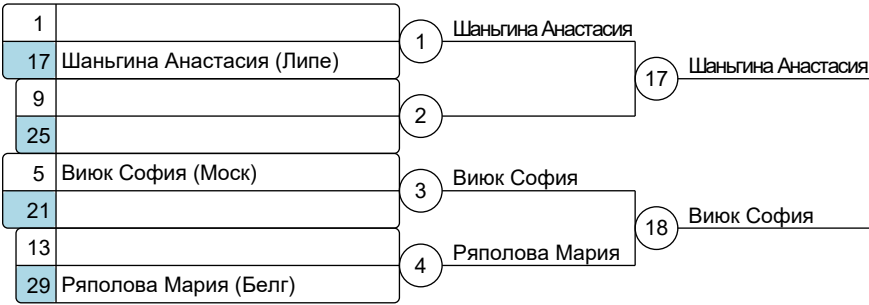 1
Шаньгина Анастасия
1
17 Шаньгина Анастасия (Липе)
Шаньгина Анастасия
17
9
2
25
5 Виюк София (Моск)
Виюк София
3
21
Виюк София
18
13
Ряполова Мария
4
29 Ряполова Мария (Белг)